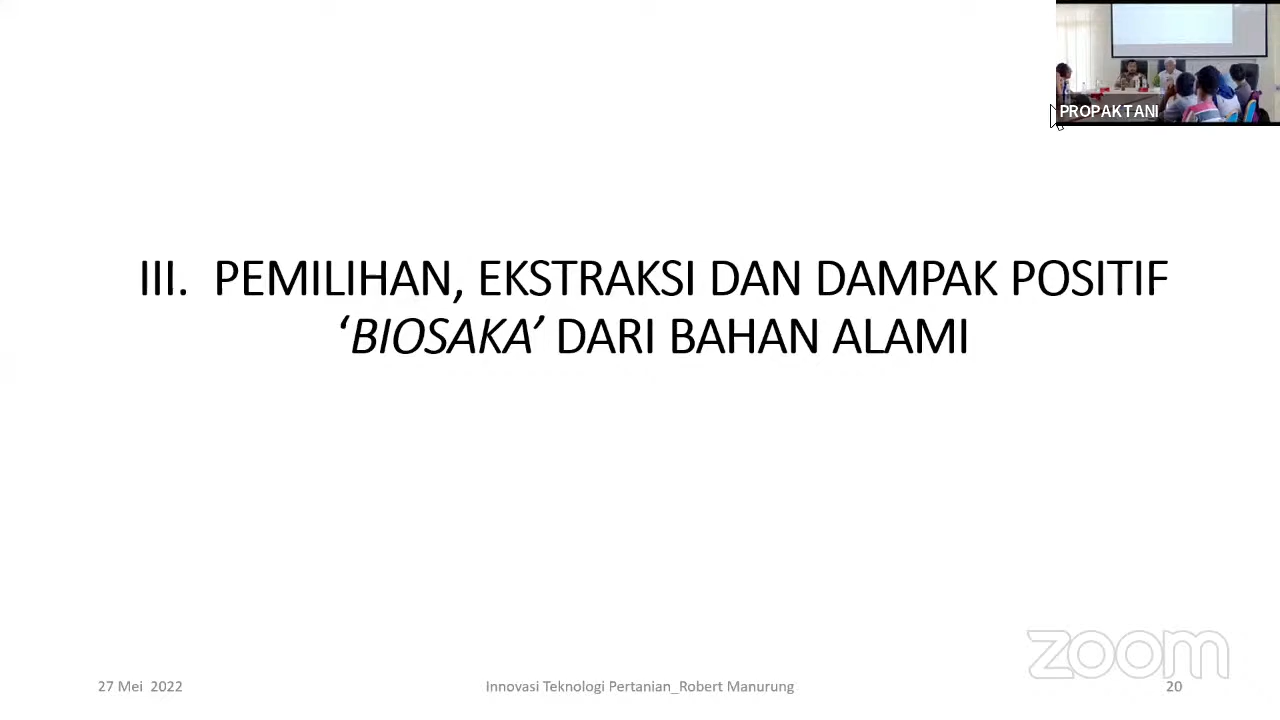 PROPAKTANI
III. PEMILIHAN, EKSTRAKSI DAN DAMPAK POSITIF
‘BIOSAKA’ DARI BAHAN ALAMI
zoom
27 Mei 2022
Innovasi Teknologi Pertanian_Robert Manurung
20